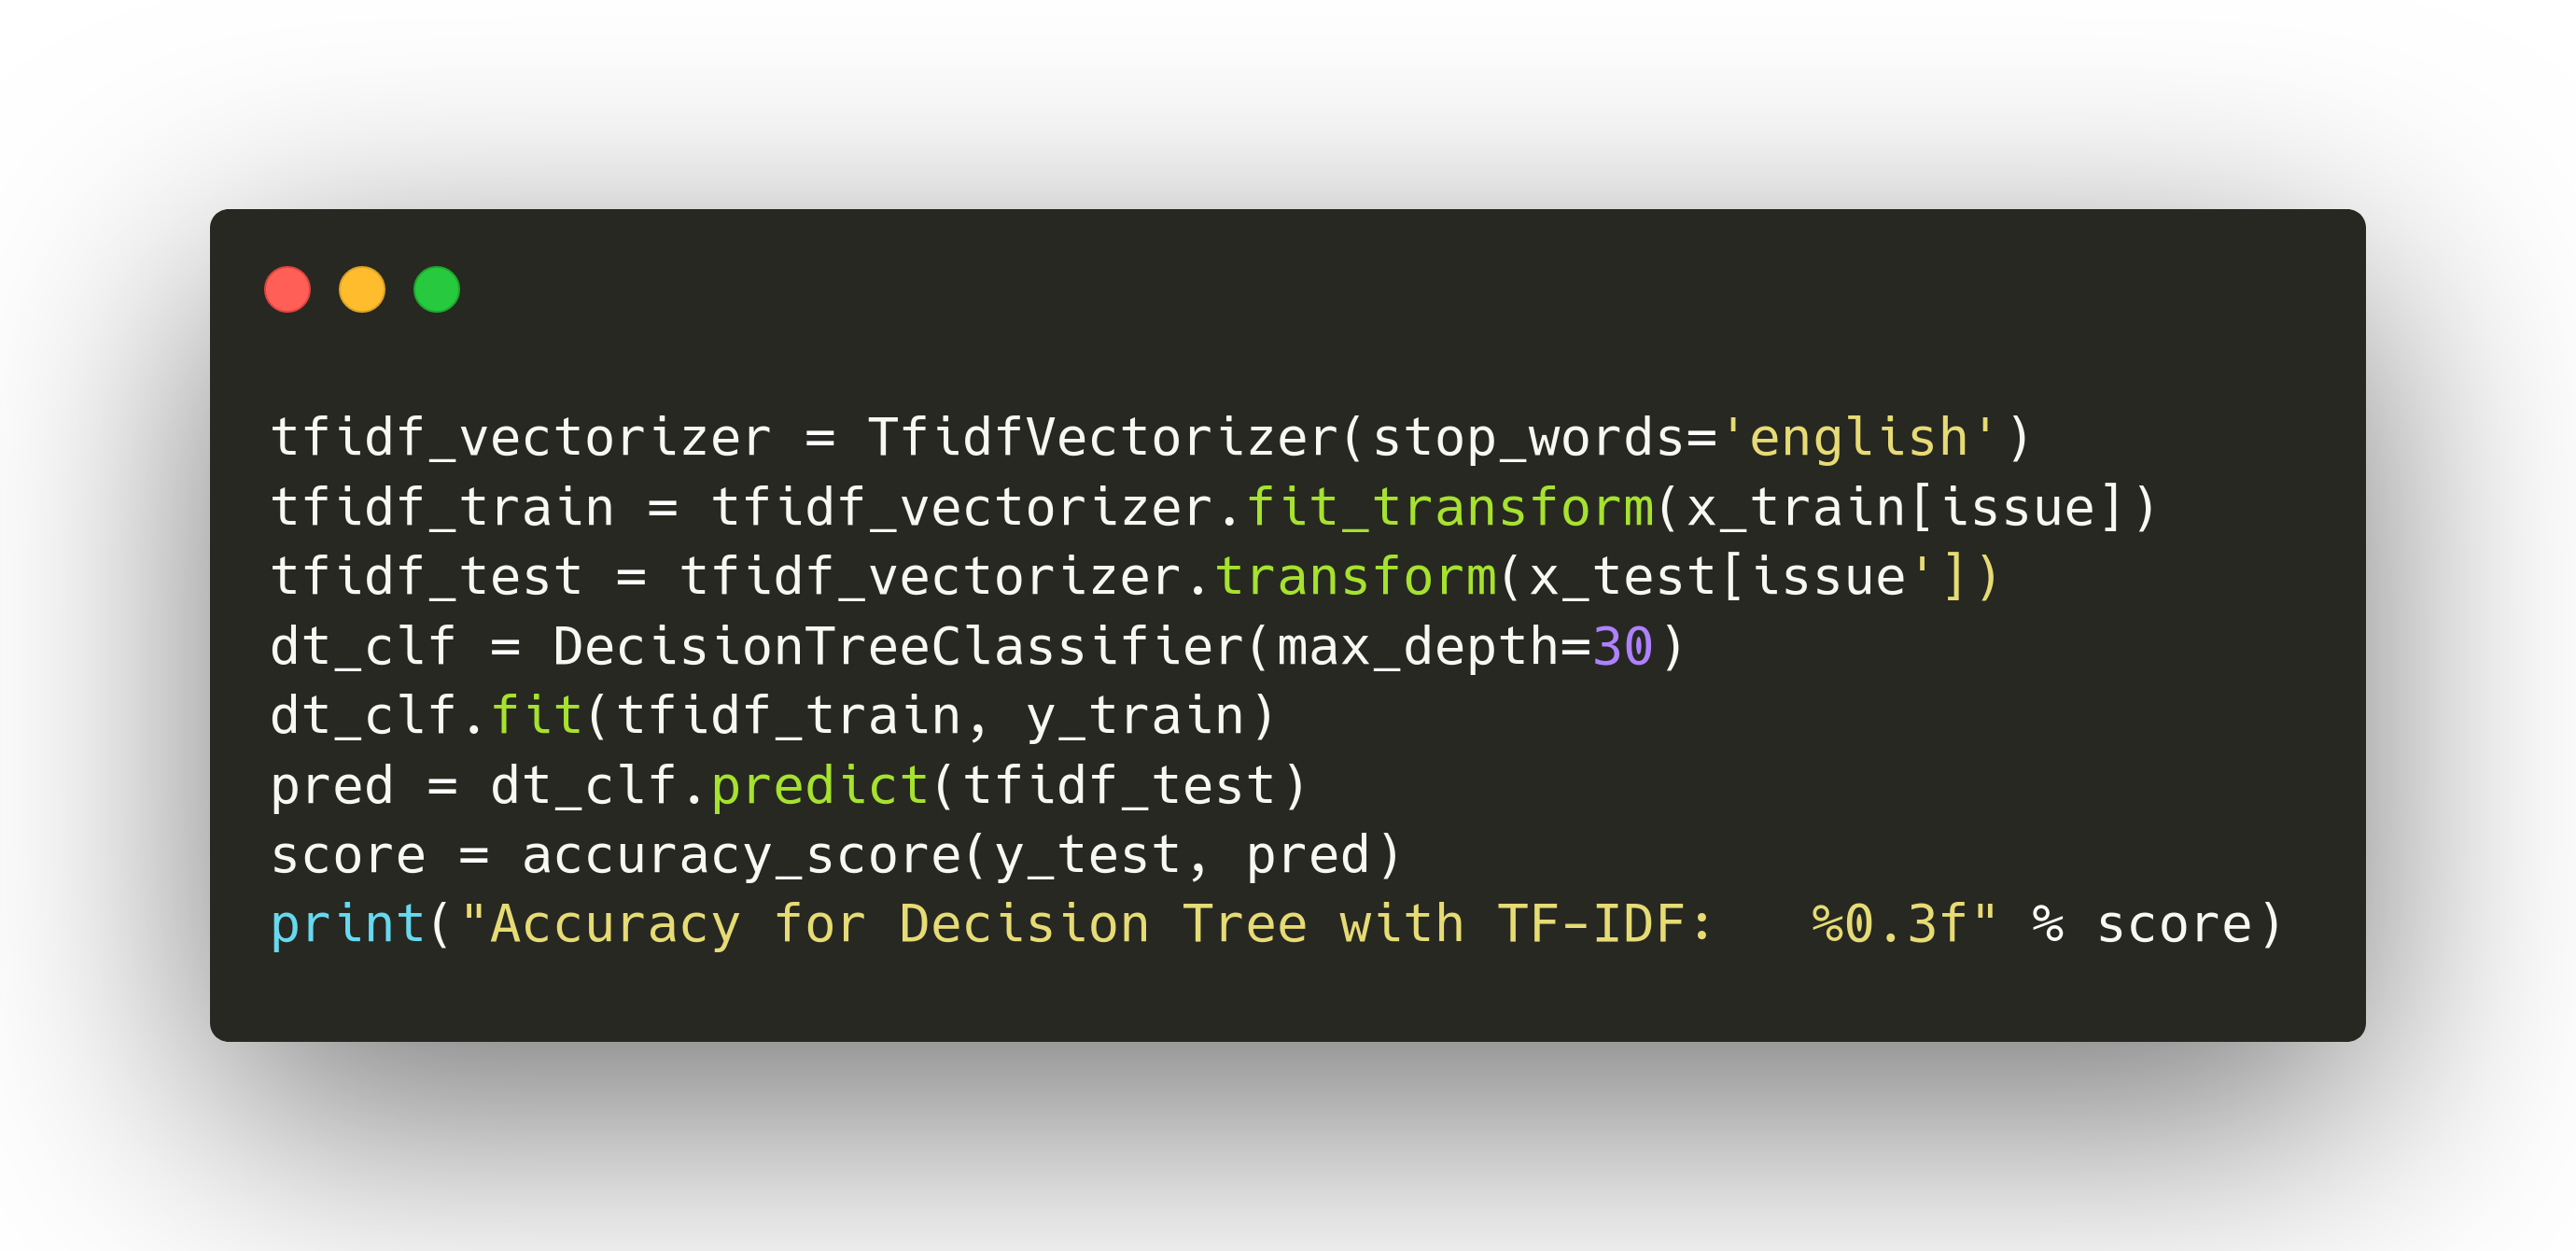 tfidf_vectorizer = TfidfVectorizer(stop_words='english')
tfidf_train = tfidf_vectorizer.fit_transform(x_train[issue])
tfidf_test = tfidf_vectorizer.transform(x_test[issue'])
dt_clf = DecisionTreeClassifier(max_depth=30)
dt_clf.fit(tfidf_train, y_train)
pred = dt_clf.predict(tfidf_test)
score = accuracy_score(y_test, pred)
print("Accuracy for Decision Tree with TF-IDF:   %0.3f" % score)